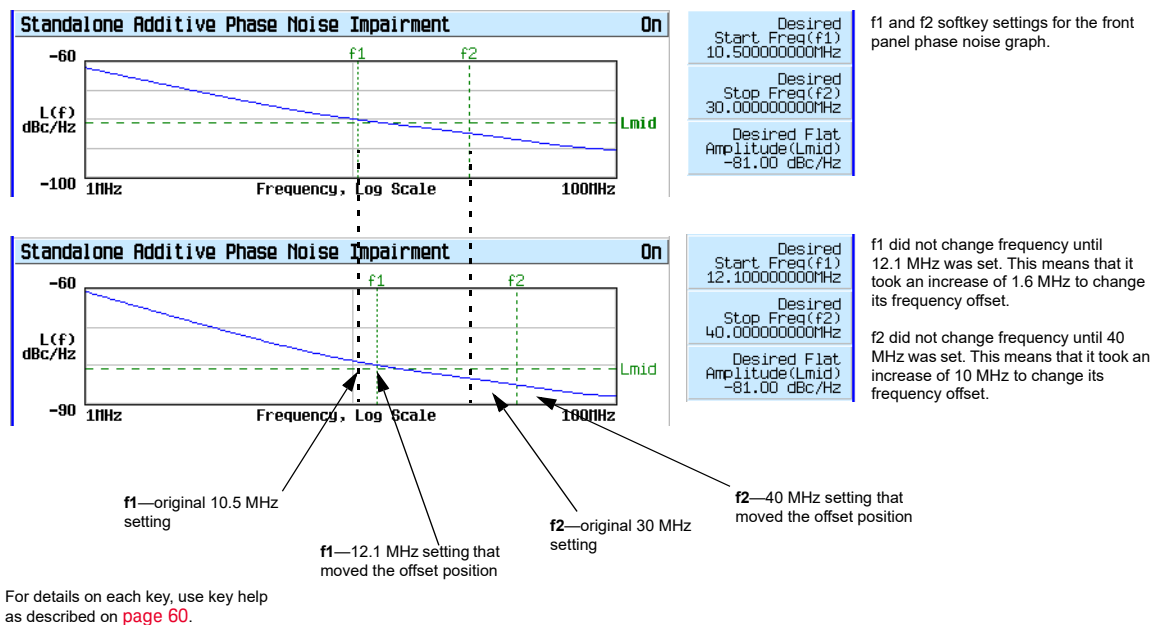 Standalone Additive Phase Noise Impairment On
-60
f1 f2
L(f)
dBc/Hz
Lmid
-100
1MHz Frequency, Log Scale 100MHz
Desired
Start Freq(f1)
10.500000000MHz
Desired
Stop Freq(f2)
30.000000000MHz
Desired Flat
Amplitude(Lmid)
-81.00 dBc/Hz
f1 and f2 softkey settings for the front
panel phase noise graph.
Standalone Additive Phase Noise Impairment On
-60
f1 f2
L(f)
dBc/Hz
Lmid
-90
1MHz Frequency, Log Scale 100MHz
Desired
Start Freq(f1)
12.100000000MHz
Desired
Stop Freq(f2)
40.000000000MHz
Desired Flat
Amplitude(Lmid)
-81.00 dBc/Hz
f1 did not change frequency until
12.1 MHz was set. This means that it
took an increase of 1.6 MHz to change
its frequency offset.
f2 did not change frequency until 40
MHz was set. This means that it took an
increase of 10 MHz to change its
frequency offset.
f1—original 10.5 MHz
setting
f1—12.1 MHz setting that
moved the offset position
f2—original 30 MHz
setting
f2—40 MHz setting that
moved the offset position
For details on each key, use key help
as described on page 60.